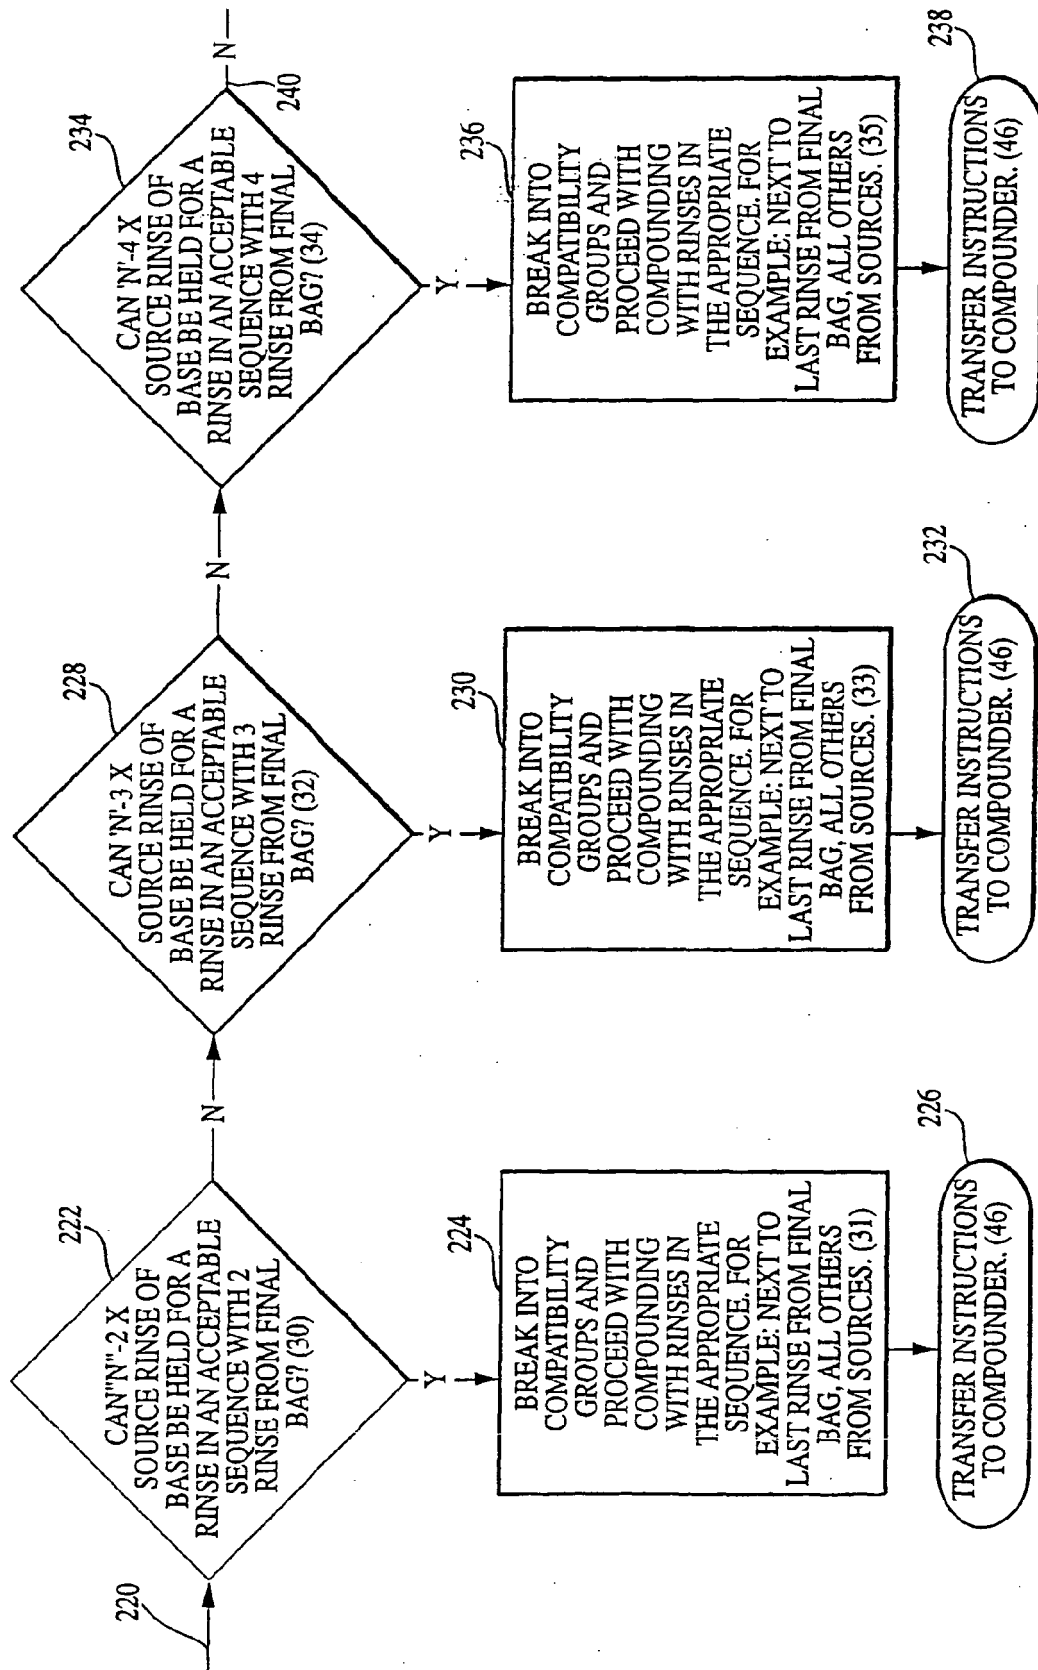 220
222
CAN"N"-2 X
SOURCE RINSE OF
BASE BE HELD FOR A
RINSE IN AN ACCEPTABLE
SEQUENCE WITH 2
RINSE FROM FINAL
BAG? (30)
N
Y
224
BREAK INTO
COMPATIBILITY
GROUPS AND
PROCEED WITH
COMPOUNDING
WITH RINSES IN
THE APPROPRIATE
SEQUENCE. FOR
EXAMPLE: NEXT TO
LAST RINSE FROM FINAL
BAG, ALL OTHERS
FROM SOURCES. (31)
226
TRANSFER INSTRUCTIONS
TO COMPOUNDER. (46)
228
CAN 'N'-3 X
SOURCE RINSE OF
BASE BE HELD FOR A
RINSE IN AN ACCEPTABLE
SEQUENCE WITH 3
RINSE FROM FINAL
BAG? (32)
N
Y
230
BREAK INTO
COMPATIBILITY
GROUPS AND
PROCEED WITH
COMPOUNDING
WITH RINSES IN
THE APPROPRIATE
SEQUENCE. FOR
EXAMPLE: NEXT TO
LAST RINSE FROM FINAL
BAG, ALL OTHERS
FROM SOURCES. (33)
232
TRANSFER INSTRUCTIONS
TO COMPOUNDER. (46)
234
CAN 'N'-4 X
SOURCE RINSE OF
BASE BE HELD FOR A
RINSE IN AN ACCEPTABLE
SEQUENCE WITH 4
RINSE FROM FINAL
BAG? (34)
N
240
Y
236
BREAK INTO
COMPATIBILITY
GROUPS AND
PROCEED WITH
COMPOUNDING
WITH RINSES IN
THE APPROPRIATE
SEQUENCE. FOR
EXAMPLE: NEXT TO
LAST RINSE FROM FINAL
BAG, ALL OTHERS
FROM SOURCES. (35)
238
TRANSFER INSTRUCTIONS
TO COMPOUNDER. (46)